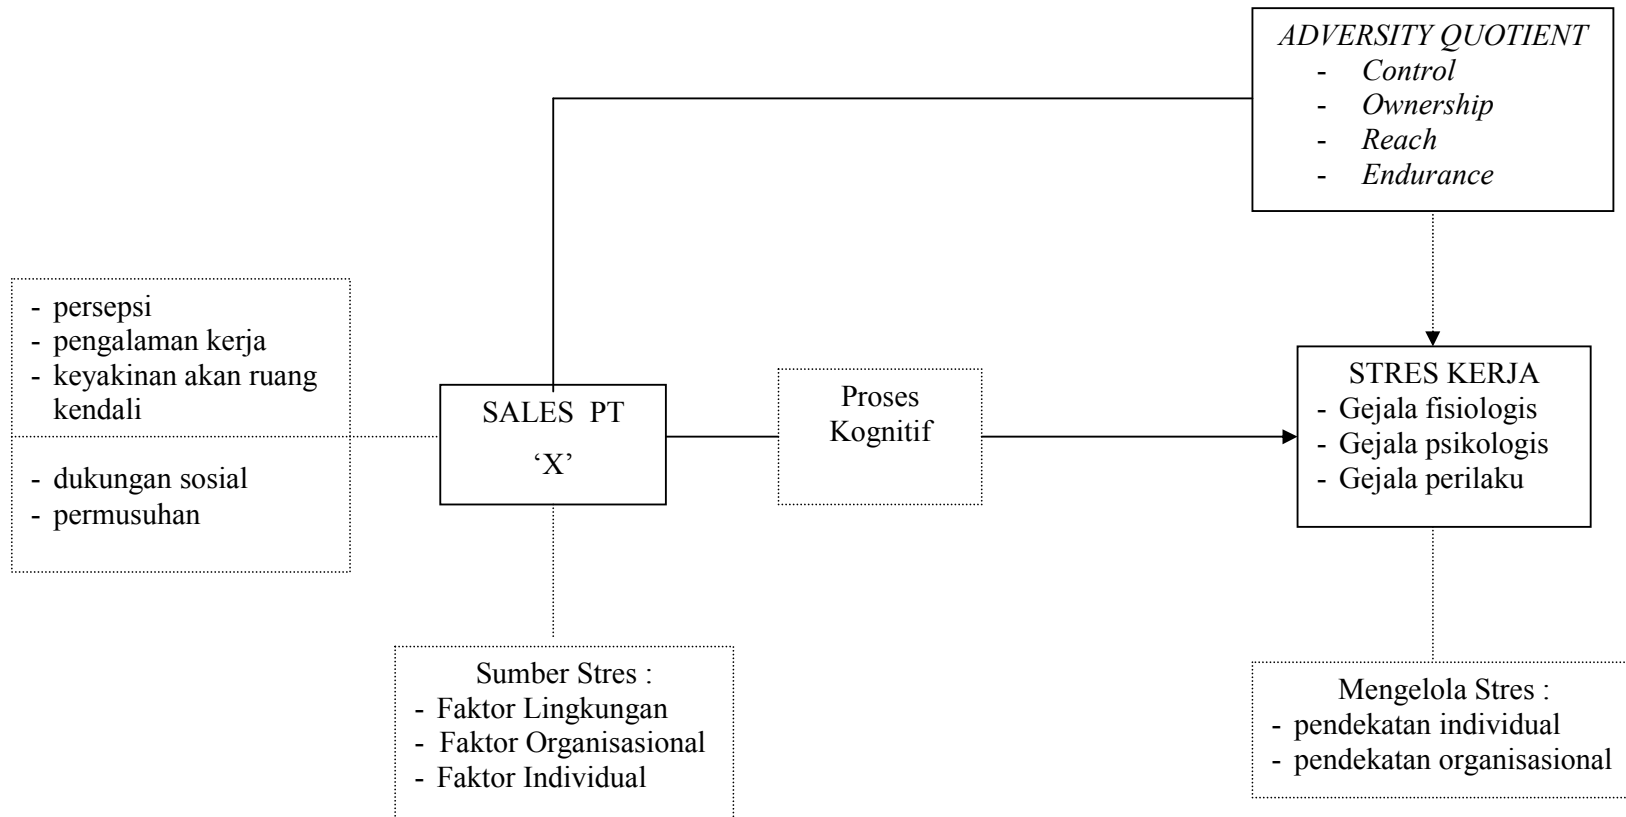 ADVERSITY QUOTIENT
- Control
- Ownership
- Reach
- Endurance
- persepsi
- pengalaman kerja
- keyakinan akan ruang
kendali
- dukungan sosial
- permusuhan
SALES PT
‘X’
Proses
Kognitif
STRES KERJA
- Gejala fisiologis
- Gejala psikologis
- Gejala perilaku
Sumber Stres :
- Faktor Lingkungan
- Faktor Organisasional
- Faktor Individual
Mengelola Stres :
- pendekatan individual
- pendekatan organisasional